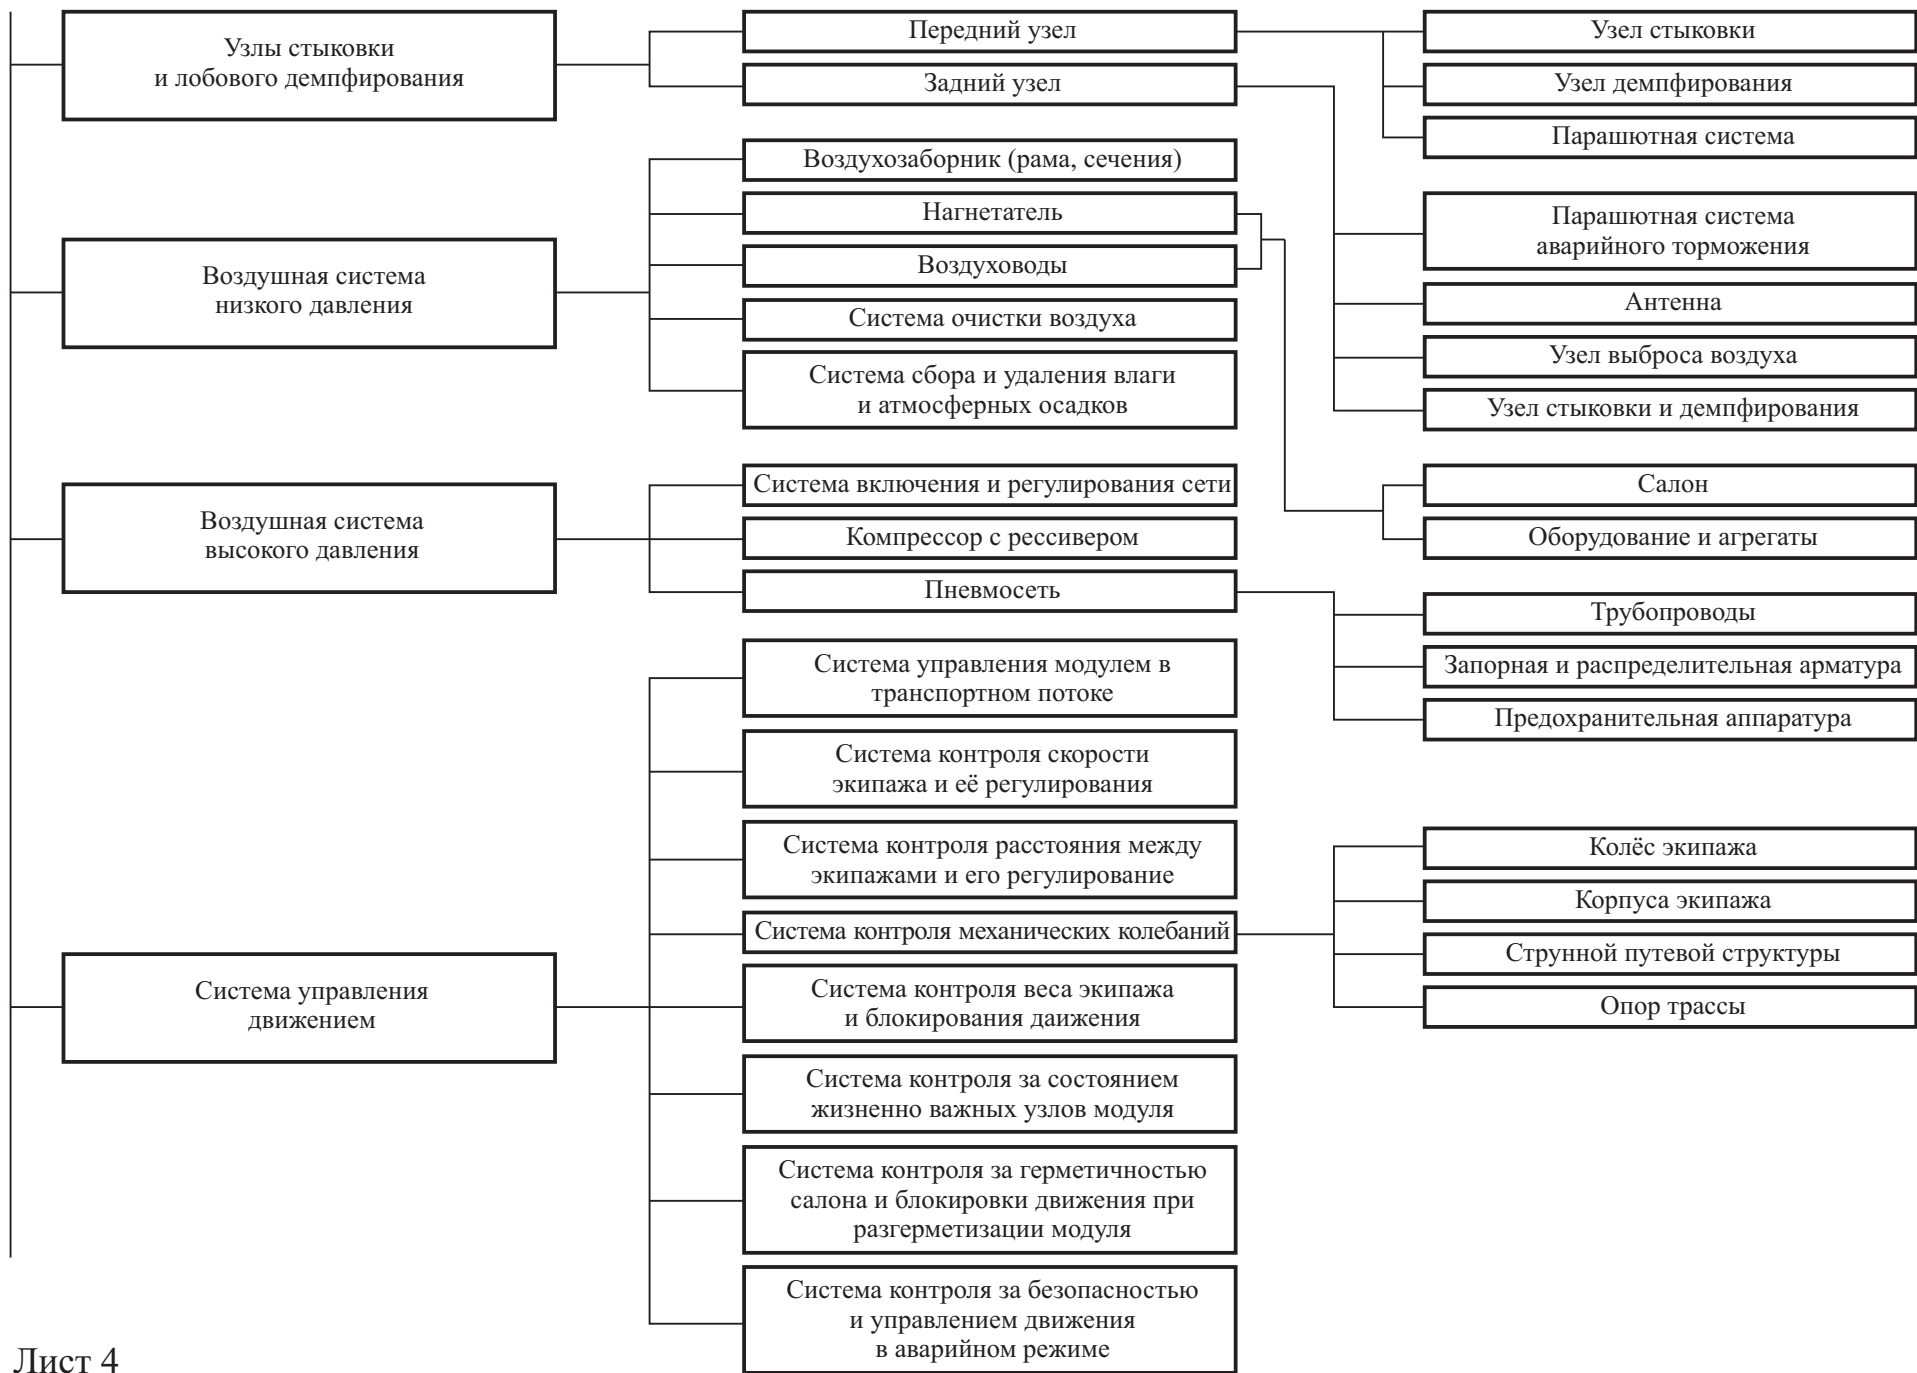 Узлы стыковки
и лобового демпфирования
Передний узел
Задний узел
Узел стыковки
Узел демпфирования
Парашютная система
Парашютная система
аварийного торможения
Антенна
Узел выброса воздуха
Узел стыковки и демпфирования
Воздушная система
низкого давления
Воздухозаборник (рама, сечения)
Нагнетатель
Воздуховоды
Система очистки воздуха
Система сбора и удаления влаги
и атмосферных осадков
Салон
Оборудование и агрегаты
Воздушная система
высокого давления
Система включения и регулирования сети
Компрессор с рессивером
Пневмосеть
Трубопроводы
Запорная и распределительная арматура
Предохранительная аппаратура
Система управления
движением
Система управления модулем в
транспортном потоке
Система контроля скорости
экипажа и её регулирования
Система контроля расстояния между
экипажами и его регулирование
Система контроля механических колебаний
Колёс экипажа
Корпуса экипажа
Струнной путевой структуры
Опор трассы
Система контроля веса экипажа
и блокирования даижения
Система контроля за состоянием
жизненно важных узлов модуля
Система контроля за герметичностью
салона и блокировки движения при
разгерметизации модуля
Система контроля за безопасностью
и управлением движения
в аварийном режиме
Лист 4